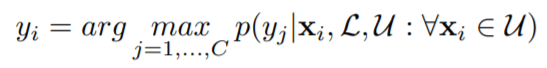 y_i = arg max_{j=1,...,C} p(y_j|x_i, ℒ, 𝒰 : ∀x_i ∈ 𝒰)